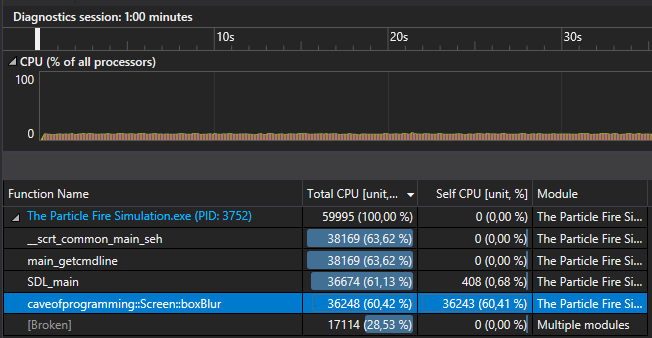 Diagnostics session: 1:00 minutes
10s 20s 30s
CPU (% of all processors)
100
0
Function Name Total CPU [unit,... Self CPU [unit, %] Module
The Particle Fire Simulation.exe (PID: 3752) 59995 (100,00 %) 0 (0,00 %) The Particle Fire Si...
__scrt_common_main_seh 38169 (63,62 %) 0 (0,00 %) The Particle Fire Si...
main_getcmdline 38169 (63,62 %) 0 (0,00 %) The Particle Fire Si...
SDL_main 36674 (61,13 %) 408 (0,68 %) The Particle Fire Si...
caveofprogramming::Screen::boxBlur 36248 (60,42 %) 36243 (60,41 %) The Particle Fire Si...
[Broken] 17114 (28,53 %) 0 (0,00 %) Multiple modules